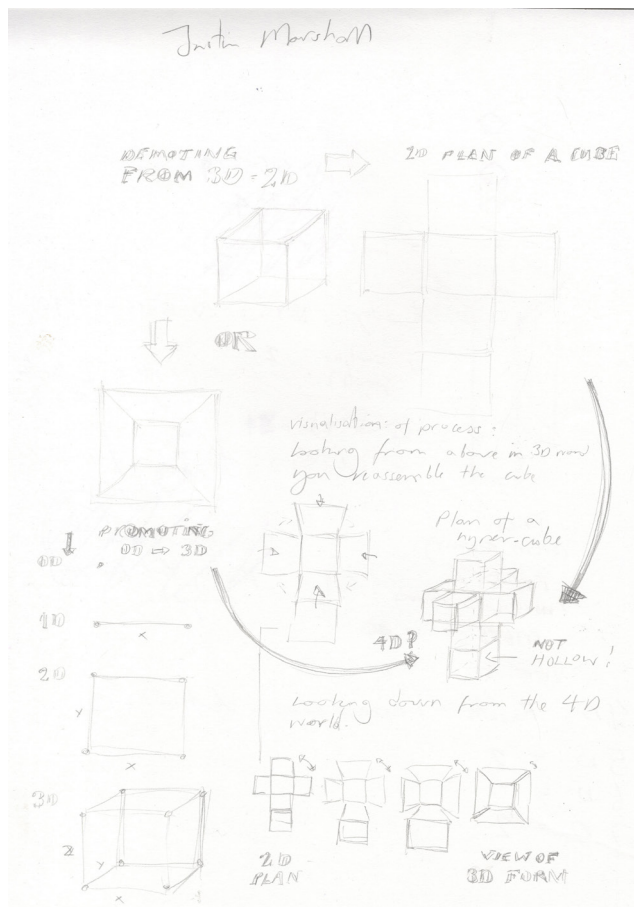 Justin Marshall
DEMOTING
FROM 3D - 2D
2D PLAN OF A CUBE
OR
visualisation: of process:
Looking from above in 3D
you reassemble the cube
PROMOTING
0D ⇒ 3D
Plan of a
hyper-cube
0D
1D
x
2D
Y
x
4D?
NOT
HOLLOW!
Looking down from the 4D
world.
3D
Z
Y
x
2D
PLAN
VIEW OF
3D FORM